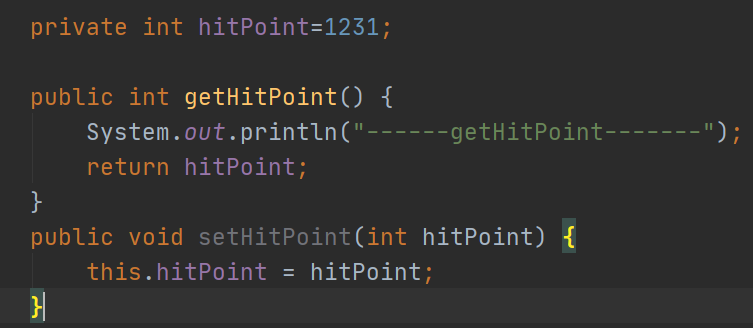 private int hitPoint=1231;
public int getHitPoint() {
System.out.println("------getHitPoint-------");
return hitPoint;
}
public void setHitPoint(int hitPoint) {
this.hitPoint = hitPoint;
}